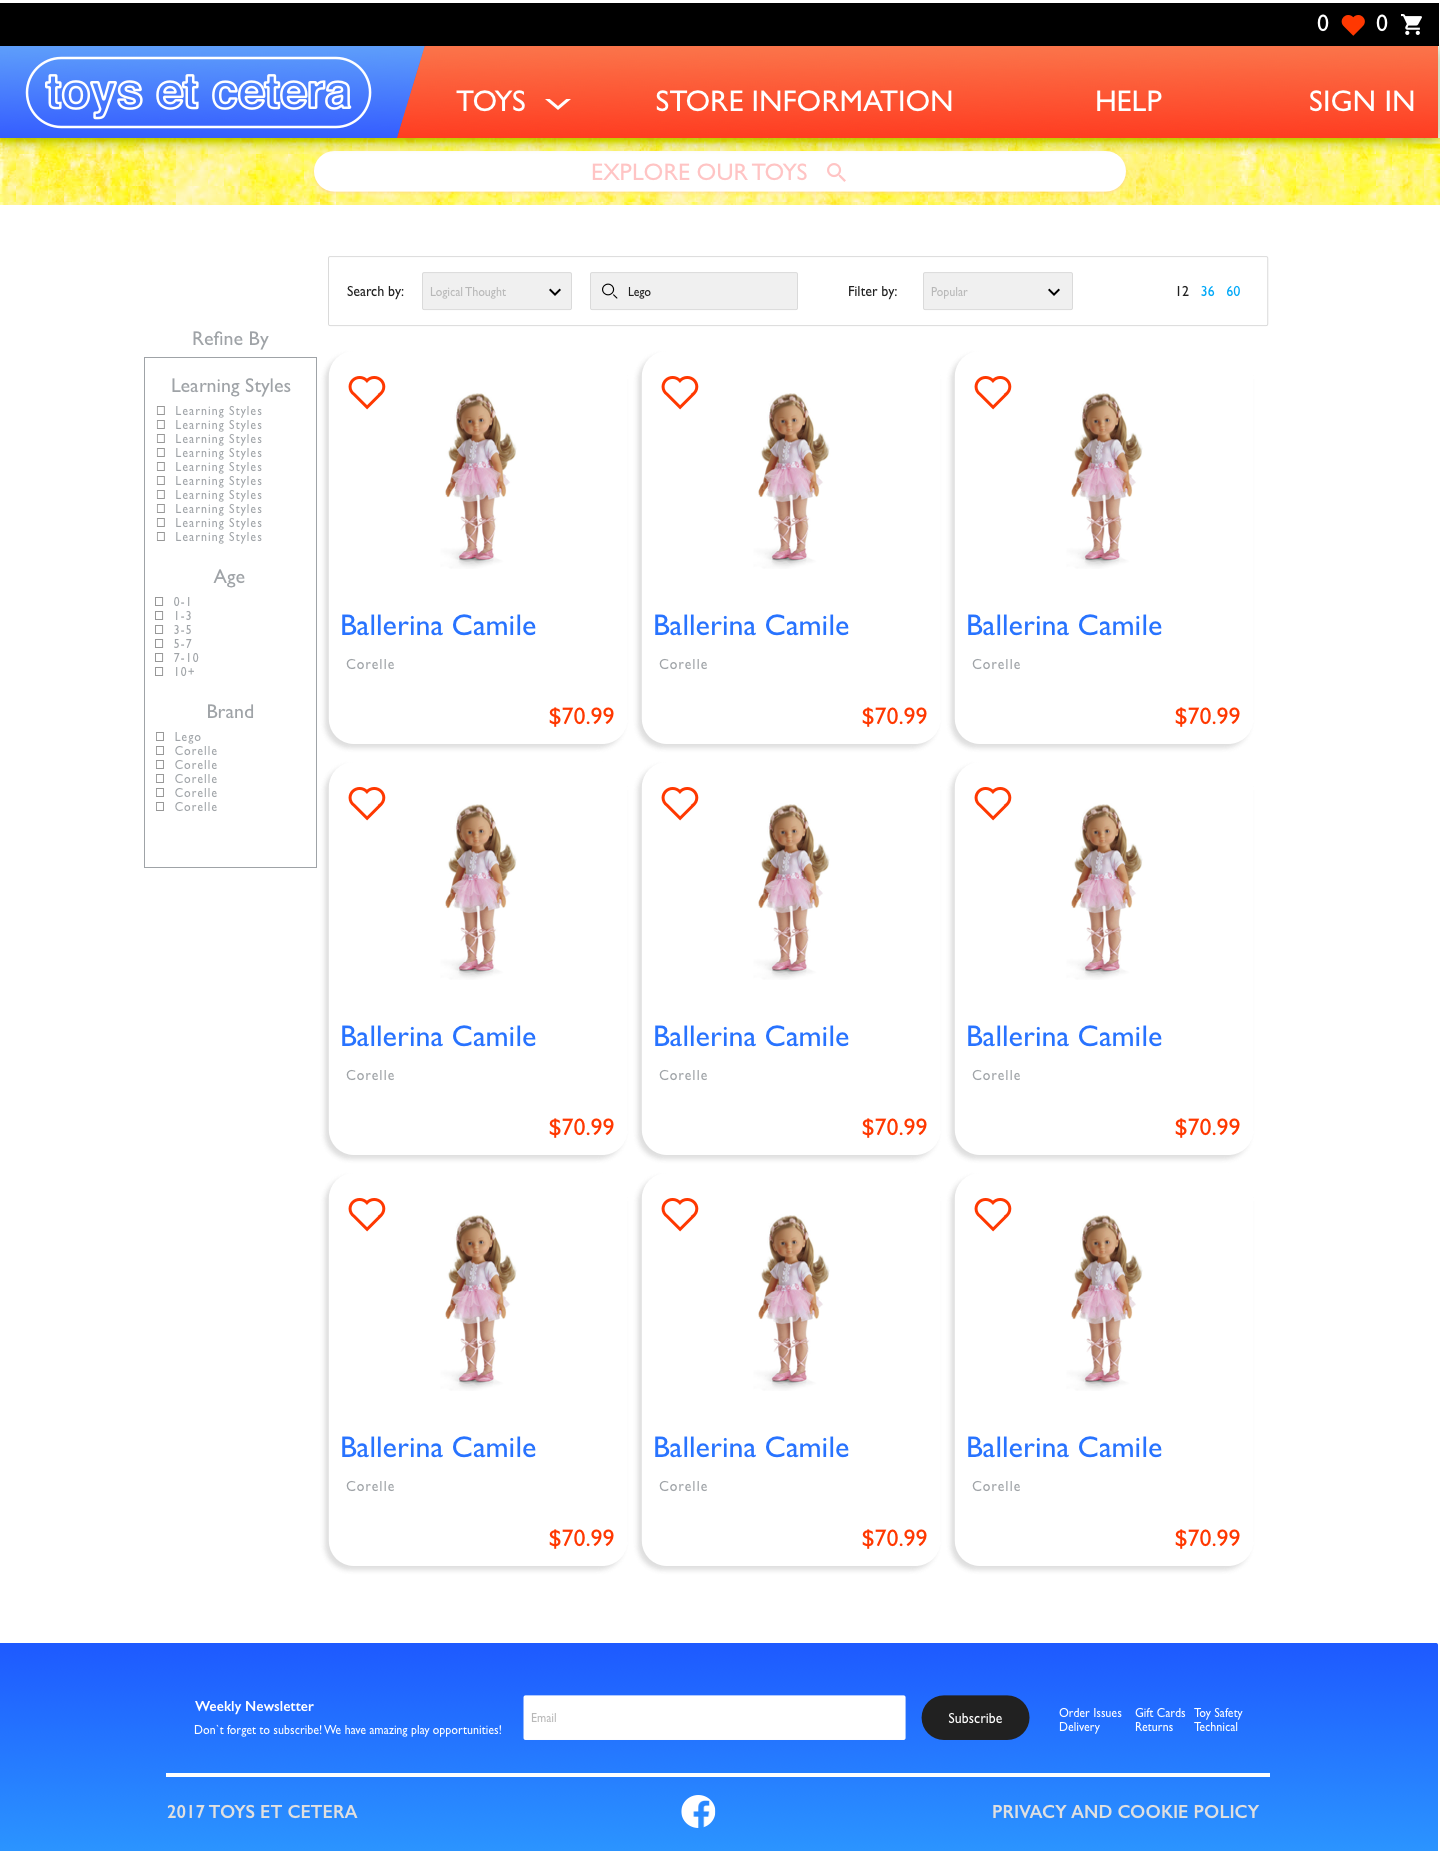 0 0
toys et cetera TOYS STORE INFORMATION HELP SIGN IN
EXPLORE OUR TOYS
Search by: Logical Thought Lego Filter by: Popular 12 36 60
Refine By
Learning Styles
Learning Styles
Learning Styles
Learning Styles
Learning Styles
Learning Styles
Learning Styles
Learning Styles
Learning Styles
Learning Styles
Learning Styles
Age
0-1
1-3
3-5
5-7
7-10
10+
Brand
Lego
Corelle
Corelle
Corelle
Corelle
Corelle
Ballerina Camile Ballerina Camile Ballerina Camile
Corelle Corelle Corelle
$70.99 $70.99 $70.99
Ballerina Camile Ballerina Camile Ballerina Camile
Corelle Corelle Corelle
$70.99 $70.99 $70.99
Ballerina Camile Ballerina Camile Ballerina Camile
Corelle Corelle Corelle
$70.99 $70.99 $70.99
Weekly Newsletter
Don`t forget to subscribe! We have amazing play opportunities!
Email
Subscribe
Order Issues Gift Cards Toy Safety
Delivery Returns Technical
2017 TOYS ET CETERA PRIVACY AND COOKIE POLICY